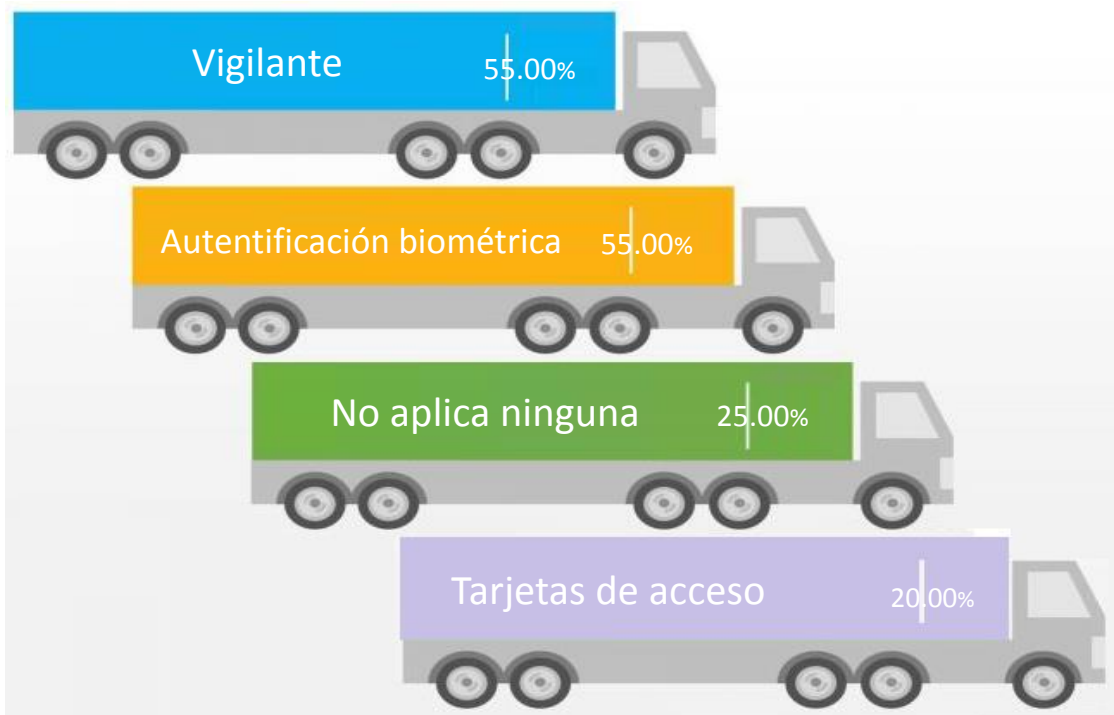 Vigilante 55.00%
Autentificación biométrica 55.00%
No aplica ninguna 25.00%
Tarjetas de acceso 20.00%